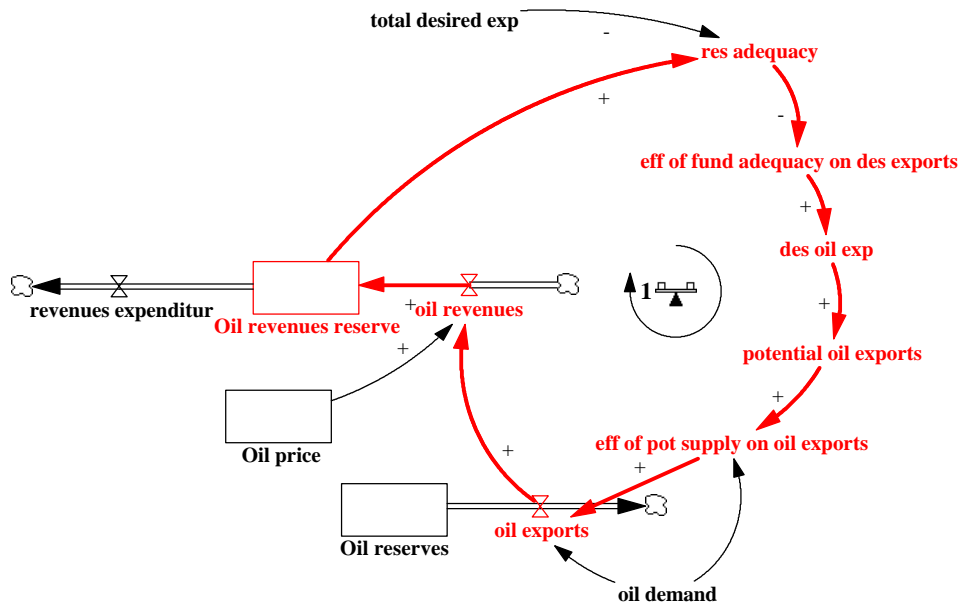 total desired exp
-
res adequacy
+
-
eff of fund adequacy on des exports
+
des oil exp
1
revenues expenditur
+
oil revenues
+
Oil revenues reserve
+
potential oil exports
+
Oil price
eff of pot supply on oil exports
+
+
Oil reserves
oil exports
oil demand